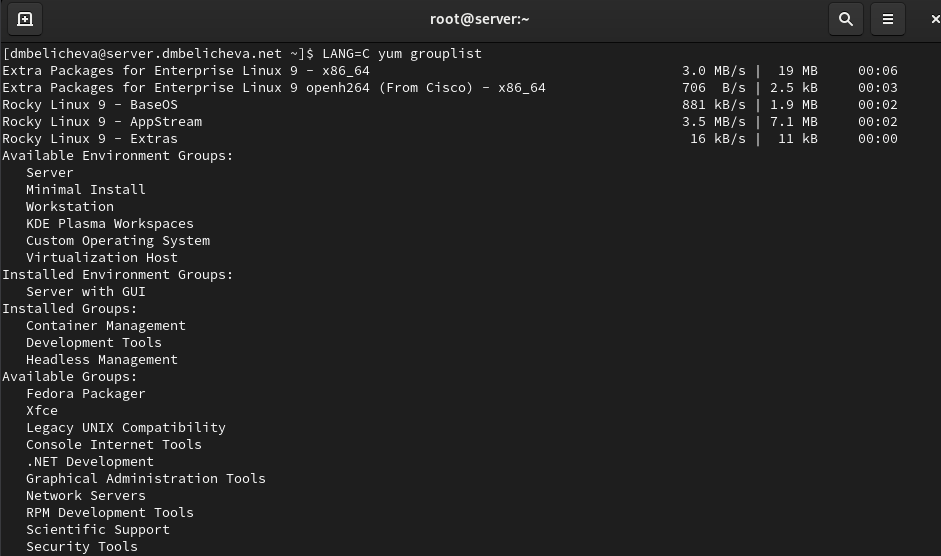 root@server:~
[dmbelicheva@server.dmbelicheva.net ~]$ LANG=C yum grouplist
Extra Packages for Enterprise Linux 9 - x86_64 3.0 MB/s | 19 MB 00:06
Extra Packages for Enterprise Linux 9 openh264 (From Cisco) - x86_64 706 B/s | 2.5 kB 00:03
Rocky Linux 9 - BaseOS 881 kB/s | 1.9 MB 00:02
Rocky Linux 9 - AppStream 3.5 MB/s | 7.1 MB 00:02
Rocky Linux 9 - Extras 16 kB/s | 11 kB 00:00
Available Environment Groups:
Server
Minimal Install
Workstation
KDE Plasma Workspaces
Custom Operating System
Virtualization Host
Installed Environment Groups:
Server with GUI
Installed Groups:
Container Management
Development Tools
Headless Management
Available Groups:
Fedora Packager
Xfce
Legacy UNIX Compatibility
Console Internet Tools
.NET Development
Graphical Administration Tools
Network Servers
RPM Development Tools
Scientific Support
Security Tools